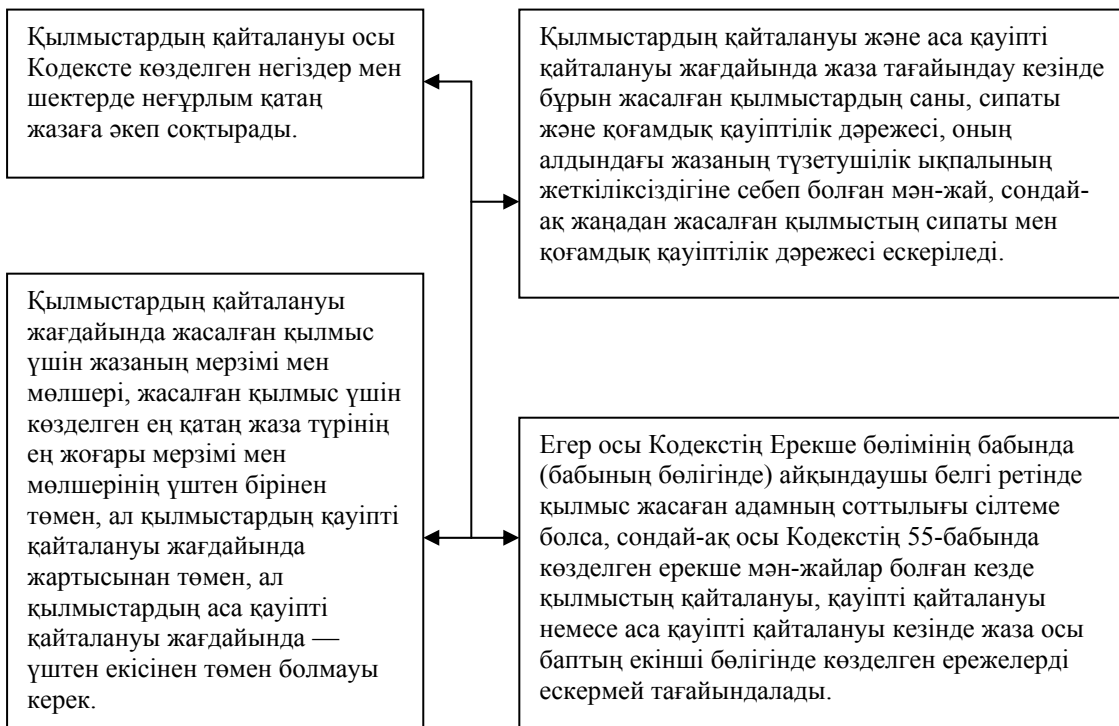 Қылмыстардың қайталануы осы
Кодексте көзделген негіздер мен
шектерде неғұрлым қатаң
жазаға әкеп соқтырады.
Қылмыстардың қайталануы және аса қауіпті
қайталануы жағдайында жаза тағайындау кезінде
бұрын жасалған қылмыстардың саны, сипаты
және қоғамдық қауіптілік дәрежесі, оның
алдындағы жазаның түзетушілік ықпалының
жеткіліксіздігіне себеп болған мән-жай, сондай-
ақ жаңадан жасалған қылмыстың сипаты мен
қоғамдық қауіптілік дәрежесі ескеріледі.
Қылмыстардың қайталануы
жағдайында жасалған қылмыс
үшін жазаның мерзімі мен
мөлшері, жасалған қылмыс үшін
көзделген ең қатаң жаза түрінің
ең жоғары мерзімі мен
мөлшерінің үштен бірінен
төмен, ал қылмыстардың қауіпті
қайталануы жағдайында
жартысынан төмен, ал
қылмыстардың аса қауіпті
қайталануы жағдайында —
үштен екісінен төмен болмауы
керек.
Егер осы Кодекстің Ерекше бөлімінің бабында
(бабының бөлігінде) айқындаушы белгі ретінде
қылмыс жасаған адамның соттылығы сілтеме
болса, сондай-ақ осы Кодекстің 55-бабында
көзделген ерекше мән-жайлар болған кезде
қылмыстың қайталануы, қауіпті қайталануы
немесе аса қауіпті қайталануы кезінде жаза осы
баптың екінші бөлігінде көзделген ережелерді
ескермей тағайындалады.